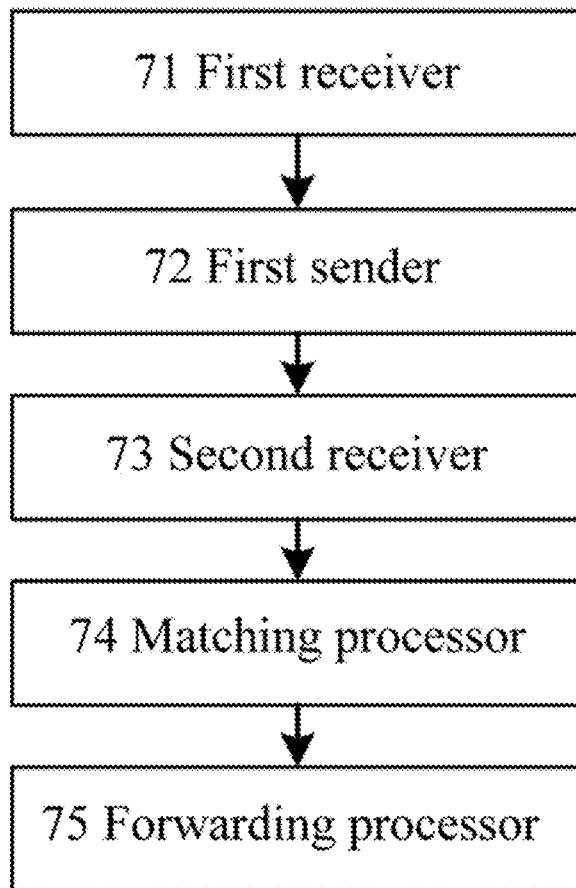 71 First receiver
72 First sender
73 Second receiver
74 Matching processor
75 Forwarding processor